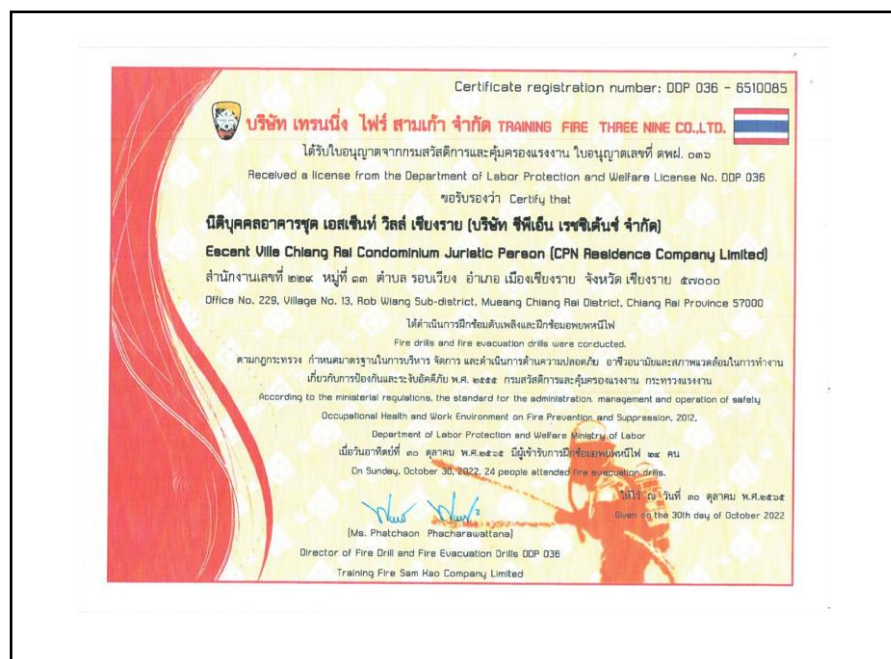 Certificate registration number: DDP 036 - 6510085
บริษัท เทรนนิ่ง ไฟร์ สามเก้า จำกัด TRAINING FIRE THREE NINE CO.,LTD.
ได้รับใบอนุญาตจากกรมสวัสดิการและคุ้มครองแรงงาน ใบอนุญาตเลขที่ ดพฝ. ๐๓๖
Received a license from the Department of Labor Protection and Welfare License No. DDP 036
ขอรับรองว่า Certify that
นิติบุคคลอาคารชุด เอสเซ็นท์ วิลล์ เชียงราย (บริษัท ซีพีเอ็น เรซซิเด้นซ์ จำกัด)
Escent Ville Chiang Rai Condominium Juristic Person (CPN Residence Company Limited)
สำนักงานเลขที่ ๒๒๙ หมู่ที่ ๑๓ ตำบล รอบเวียง อำเภอ เมืองเชียงราย จังหวัด เชียงราย ๕๗๐๐๐
Office No. 229, Village No. 13, Rob Wiang Sub-district, Mueang Chiang Rai District, Chiang Rai Province 57000
ได้ดำเนินการฝึกซ้อมดับเพลิงและฝึกซ้อมอพยพหนีไฟ
Fire drills and fire evacuation drills were conducted.
ตามกฎกระทรวง กำหนดมาตรฐานในการบริหาร จัดการ และดำเนินการด้านความปลอดภัย อาชีวอนามัยและสภาพแวดล้อมในการทำงาน
เกี่ยวกับการป้องกันและระงับอัคคีภัย พ.ศ. ๒๕๕๕ กรมสวัสดิการและคุ้มครองแรงงาน กระทรวงแรงงาน
According to the ministerial regulations, the standard for the administration, management and operation of safety
Occupational Health and Work Environment on Fire Prevention and Suppression, 2012,
Department of Labor Protection and Welfare Ministry of Labor
เมื่อวันอาทิตย์ที่ ๓๐ ตุลาคม พ.ศ.๒๕๖๕ มีผู้เข้ารับการฝึกซ้อมอพยพหนีไฟ ๒๔ คน
On Sunday, October 30, 2022, 24 people attended fire evacuation drills.
ให้ไว้ ณ วันที่ ๓๐ ตุลาคม พ.ศ.๒๕๖๕
Given on the 30th day of October 2022
(Ms. Phatchaon Phacharawattana)
Director of Fire Drill and Fire Evacuation Drills DDP 036
Training Fire Sam Kao Company Limited